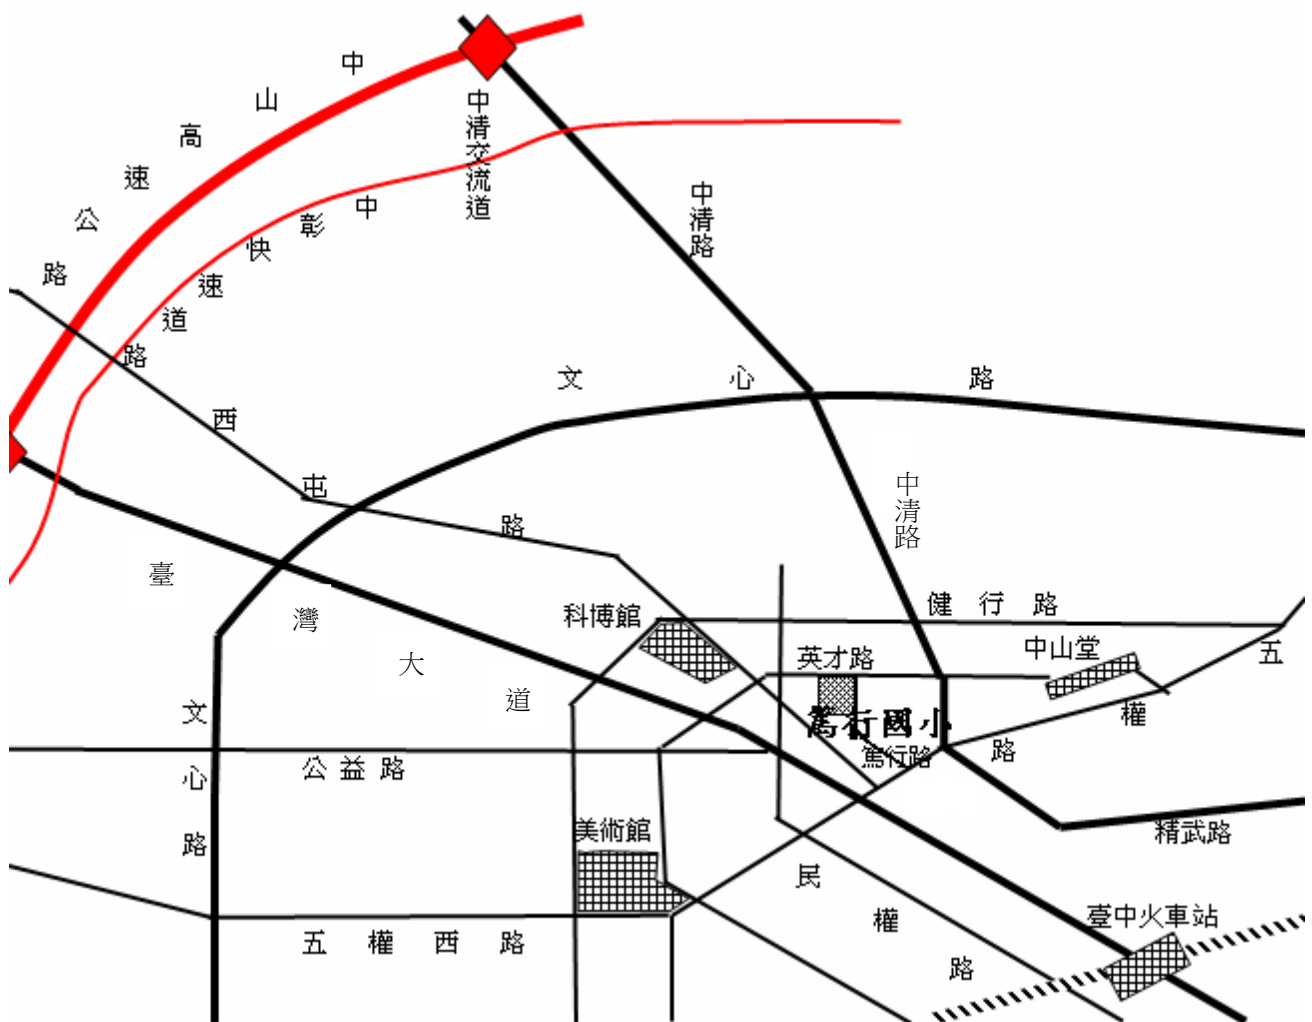 中山高速公路
中清交流道
中彰快速道路
中清路
文心路
西屯路
中清路
臺灣大道
科博館
健行路
英才路
中山堂
五權路
篤行國小
篤行路
文心路
公益路
美術館
精武路
民權路
臺中火車站
五權西路